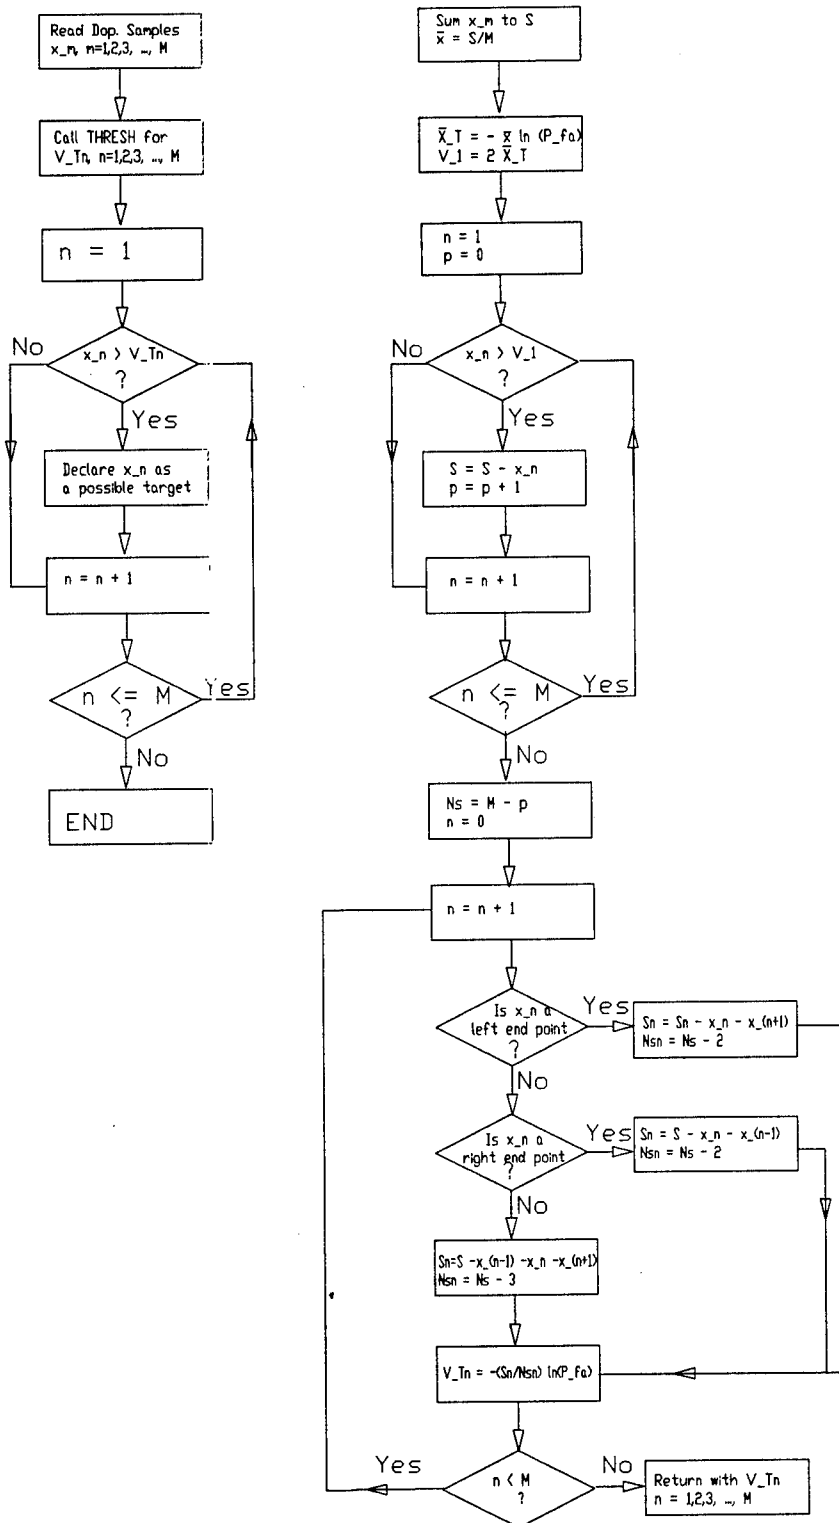 Read Dop. Samples
x_m, m=1,2,3, ..., M
Call THRESH for
V_Tn, n=1,2,3, ..., M
n = 1
No
x_n > V_Tn
?
Yes
Declare x_n as
a possible target
n = n + 1
n <= M
?
Yes
No
END
Sum x_m to S
x̄ = S/M
X̄_T = - x̄ ln (P_fa)
V_1 = 2 X̄_T
n = 1
p = 0
No
x_n > V_1
?
Yes
S = S - x_n
p = p + 1
n = n + 1
n <= M
?
Yes
No
Ns = M - p
n = 0
n = n + 1
Is x_n a
left end point
?
Yes
Sn = Sn - x_n - x_(n+1)
Nsn = Ns - 2
No
Is x_n a
right end point
?
Yes
Sn = S - x_n - x_(n-1)
Nsn = Ns - 2
No
Sn=S -x_(n-1) -x_n -x_(n+1)
Nsn = Ns - 3
V_Tn = -(Sn/Nsn) ln(P_fa)
Yes
n < M
?
No
Return with V_Tn
n = 1,2,3, ..., M